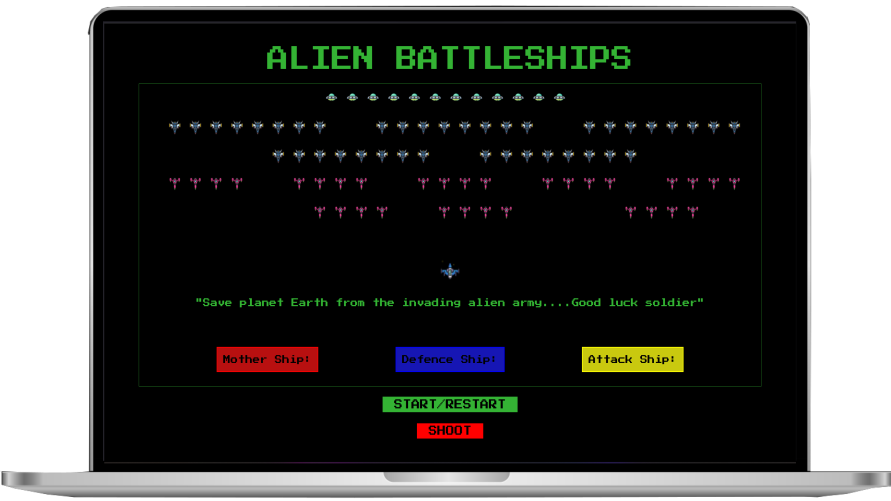 ALIEN BATTLESHIPS
"Save planet Earth from the invading alien army....Good luck soldier"
Mother Ship: Defence Ship: Attack Ship:
START/RESTART
SHOOT